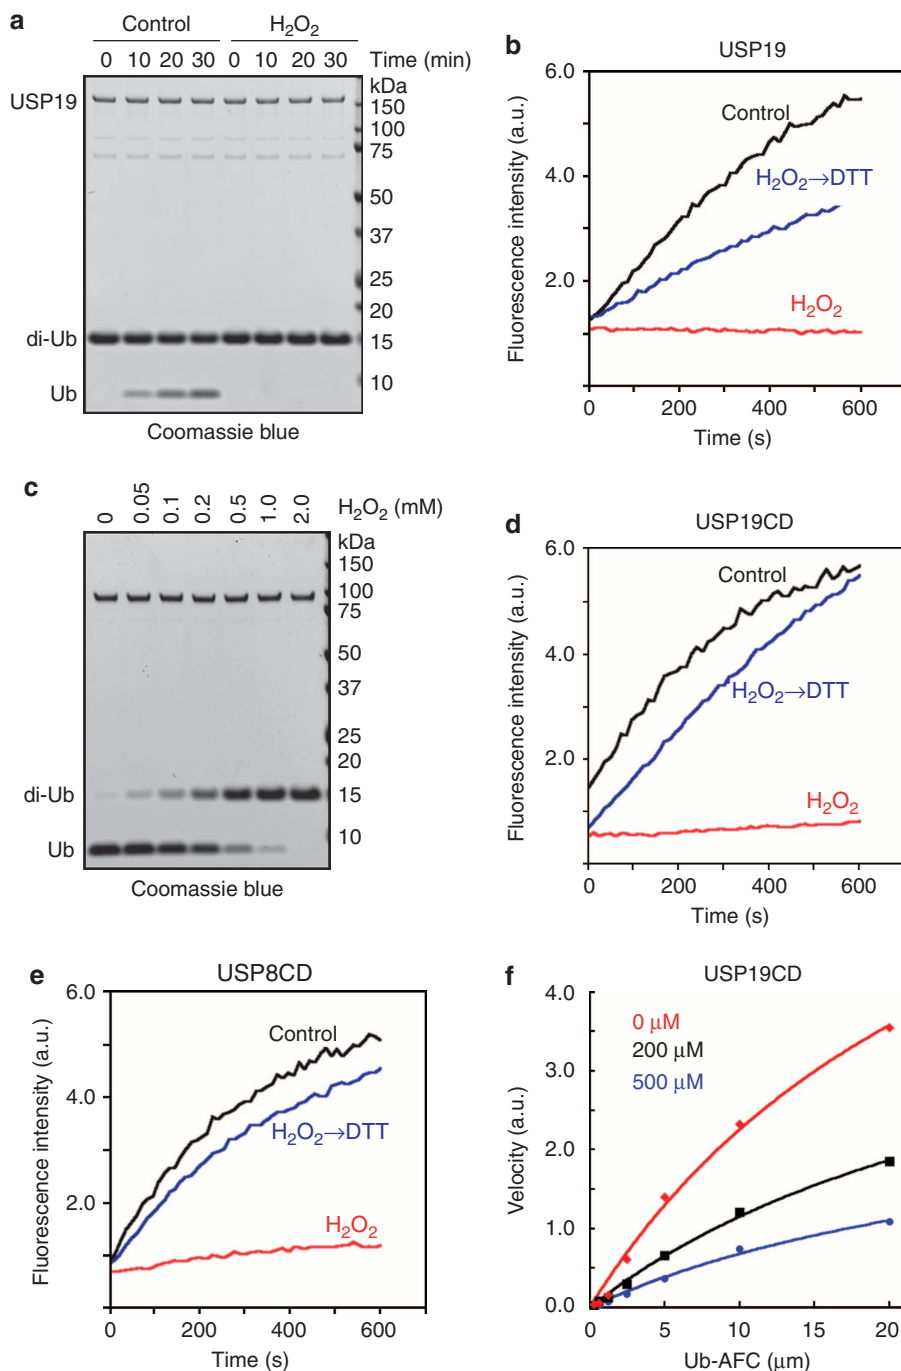 a
Control H₂O₂
0 10 20 30 0 10 20 30 Time (min)
kDa
USP19
150
100
75
50
37
25
20
di-Ub 15
10
Ub
Coomassie blue
b
USP19
6.0
4.0
2.0
Fluorescence intensity (a.u.)
Control
H₂O₂→DTT
H₂O₂
0 200 400 600
Time (s)
c
0 0.05 0.1 0.2 0.5 1.0 2.0 H₂O₂ (mM)
kDa
150
100
75
50
37
25
20
di-Ub 15
10
Ub
Coomassie blue
d
USP19CD
6.0
4.0
2.0
Fluorescence intensity (a.u.)
Control
H₂O₂→DTT
H₂O₂
0 200 400 600
Time (s)
e
USP8CD
6.0
4.0
2.0
Fluorescence intensity (a.u.)
Control
H₂O₂→DTT
H₂O₂
0 200 400 600
Time (s)
f
USP19CD
4.0
3.0
2.0
1.0
0.0
Velocity (a.u.)
0 μM
200 μM
500 μM
0 5 10 15 20
Ub-AFC (μm)